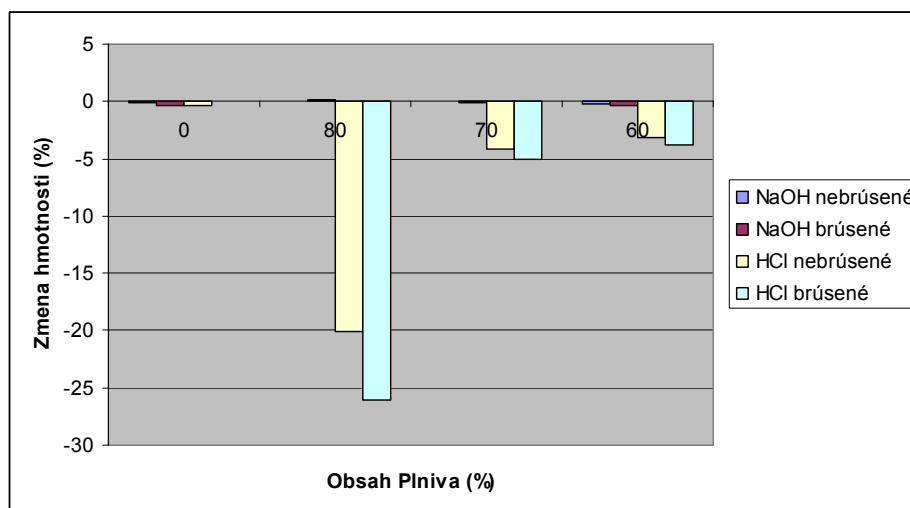 5
0
-5
-10
-15
-20
-25
-30
0
80
70
60
Zmena hmotnosti (%)
Obsah Plniva (%)
NaOH nebrúsené
NaOH brúsené
HCl nebrúsené
HCl brúsené